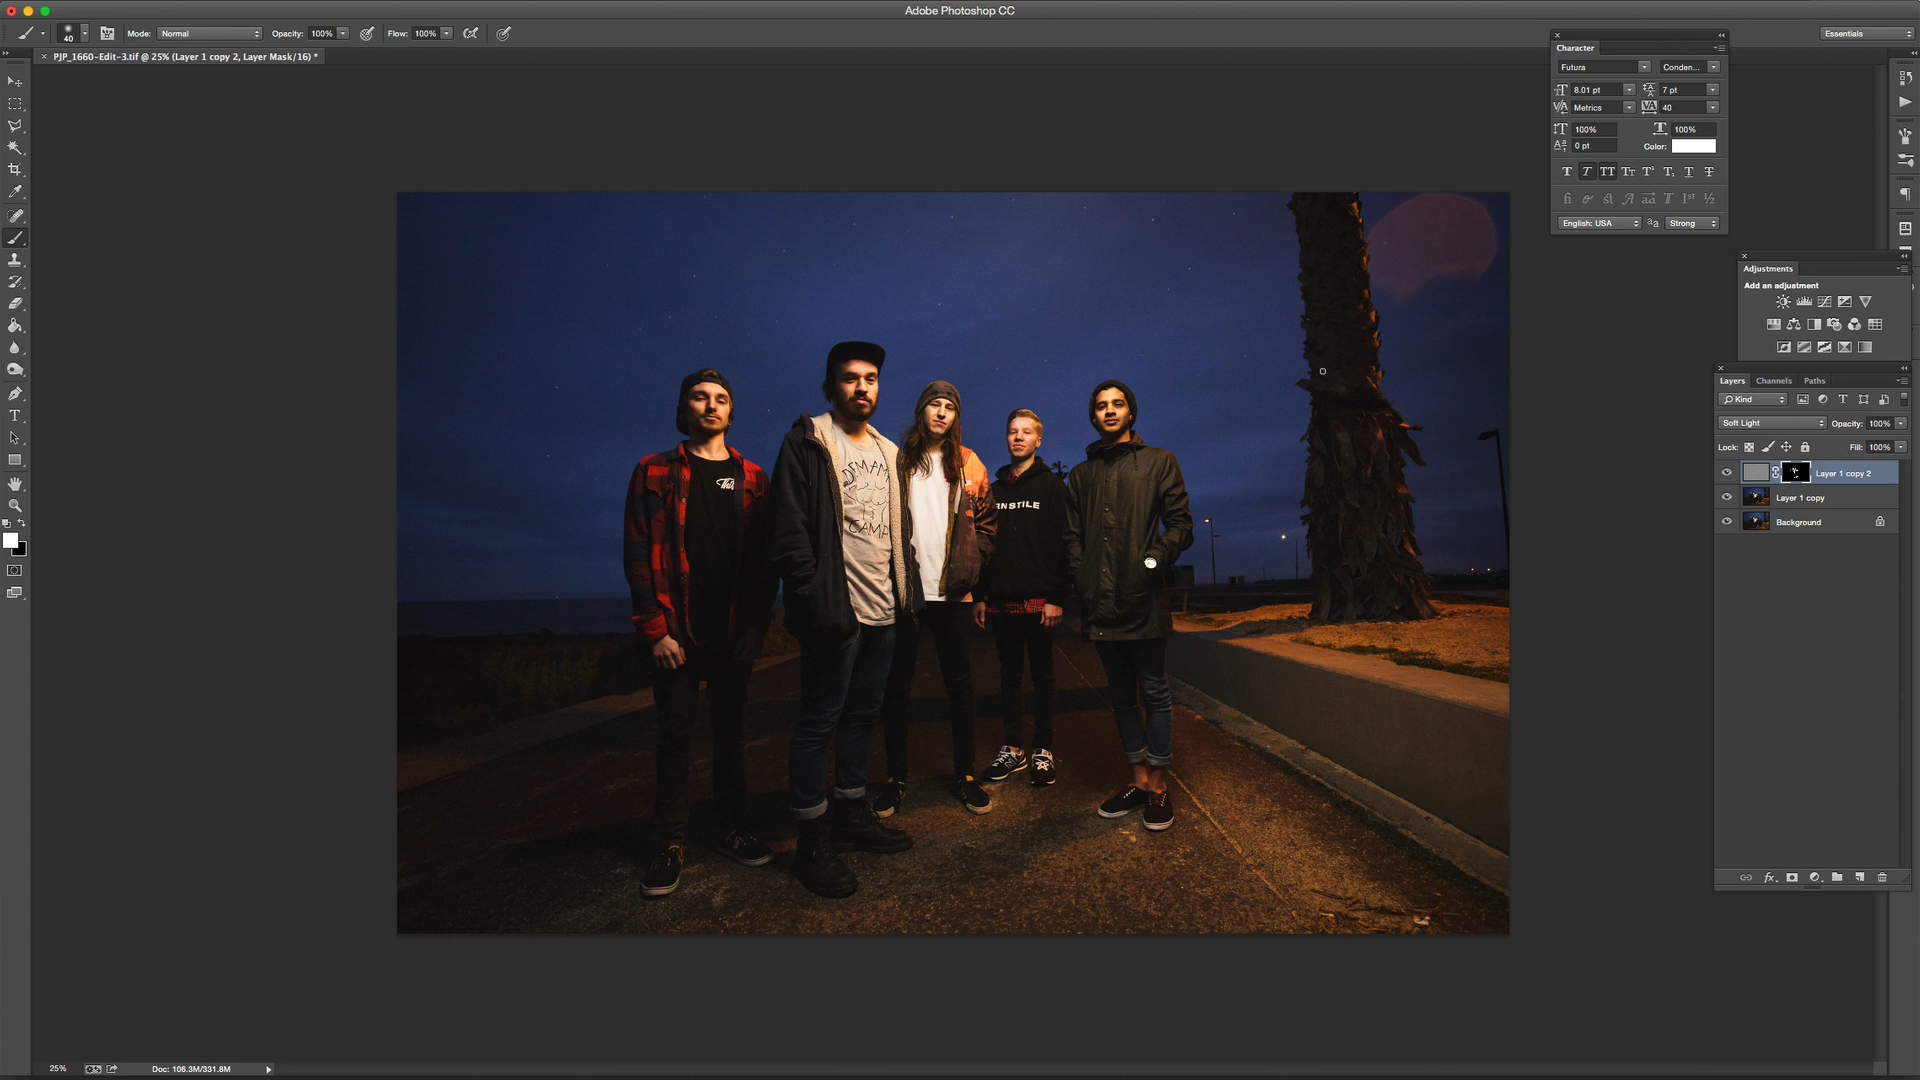 Adobe Photoshop CC
40
Mode: Normal
Opacity: 100%
Flow: 100%
Essentials
PJP_1660-Edit-3.tif @ 25% (Layer 1 copy 2, Layer Mask/16) *
Character
Futura
Conden...
8.01 pt
7 pt
Metrics
40
100%
100%
0 pt
Color:
English: USA
Strong
Adjustments
Add an adjustment
Layers
Channels
Paths
Kind
Soft Light
Opacity: 100%
Lock:
Fill: 100%
Layer 1 copy 2
Layer 1 copy
Background
CAMP
NSTILE
25%
Doc: 106.3M/331.8M